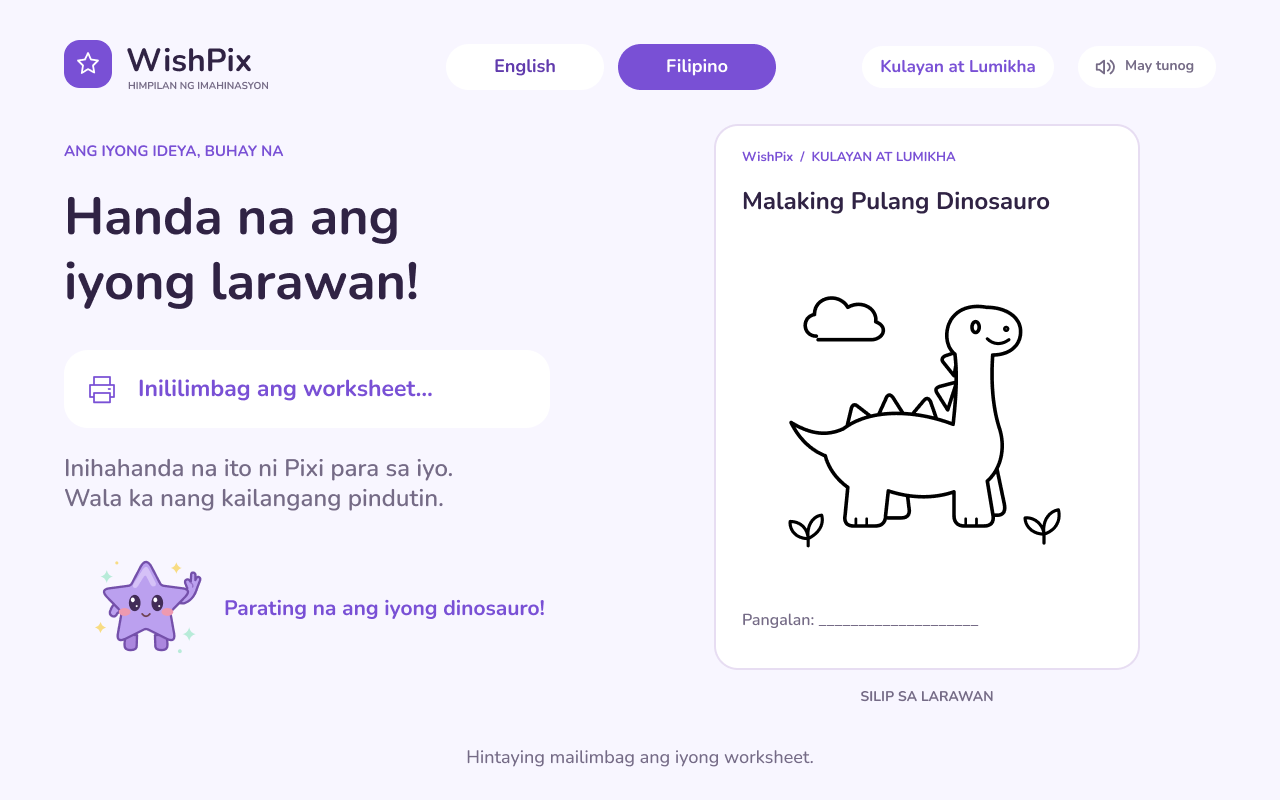 WishPix
HIMPILAN NG IMAHINASYON
English
Filipino
Kulayan at Lumikha
May tunog
ANG IYONG IDEYA, BUHAY NA
Handa na ang
iyong larawan!
Inililimbag ang worksheet...
Inihahanda na ito ni Pixi para sa iyo.
Wala ka nang kailangang pindutin.
Parating na ang iyong dinosauro!
WishPix / KULAYAN AT LUMIKHA
Malaking Pulang Dinosauro
Pangalan: ____________________
SILIP SA LARAWAN
Hintaying mailimbag ang iyong worksheet.